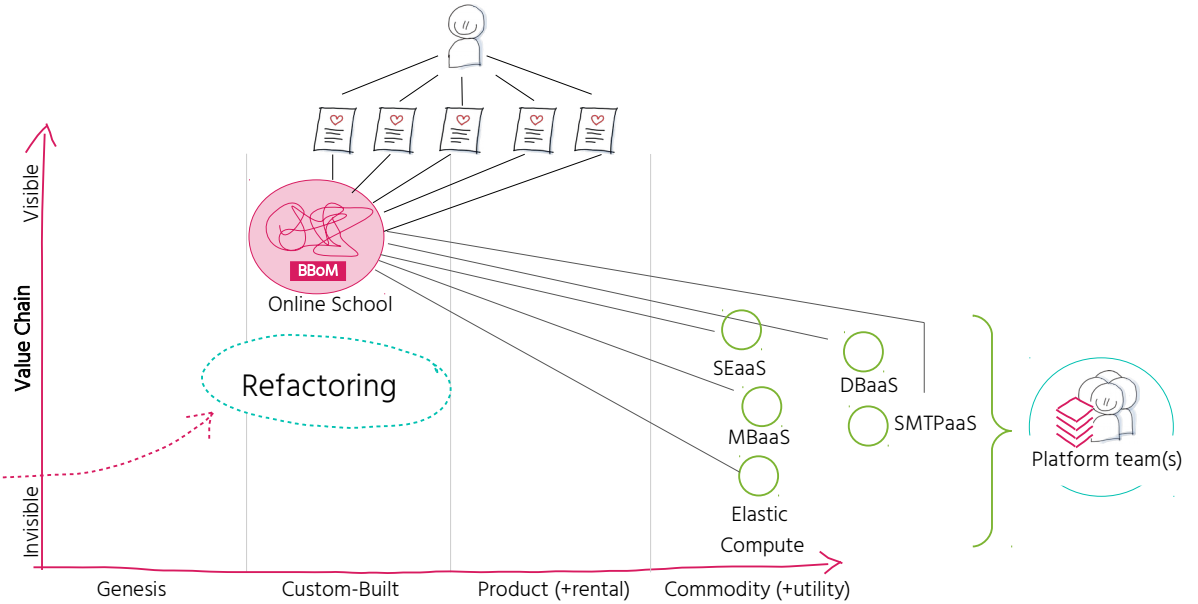 Visible
Value Chain
Invisible
BBoM
Online School
Refactoring
SEaaS
DBaaS
MBaaS
SMTPaaS
Elastic
Compute
Platform team(s)
Genesis
Custom-Built
Product (+rental)
Commodity (+utility)